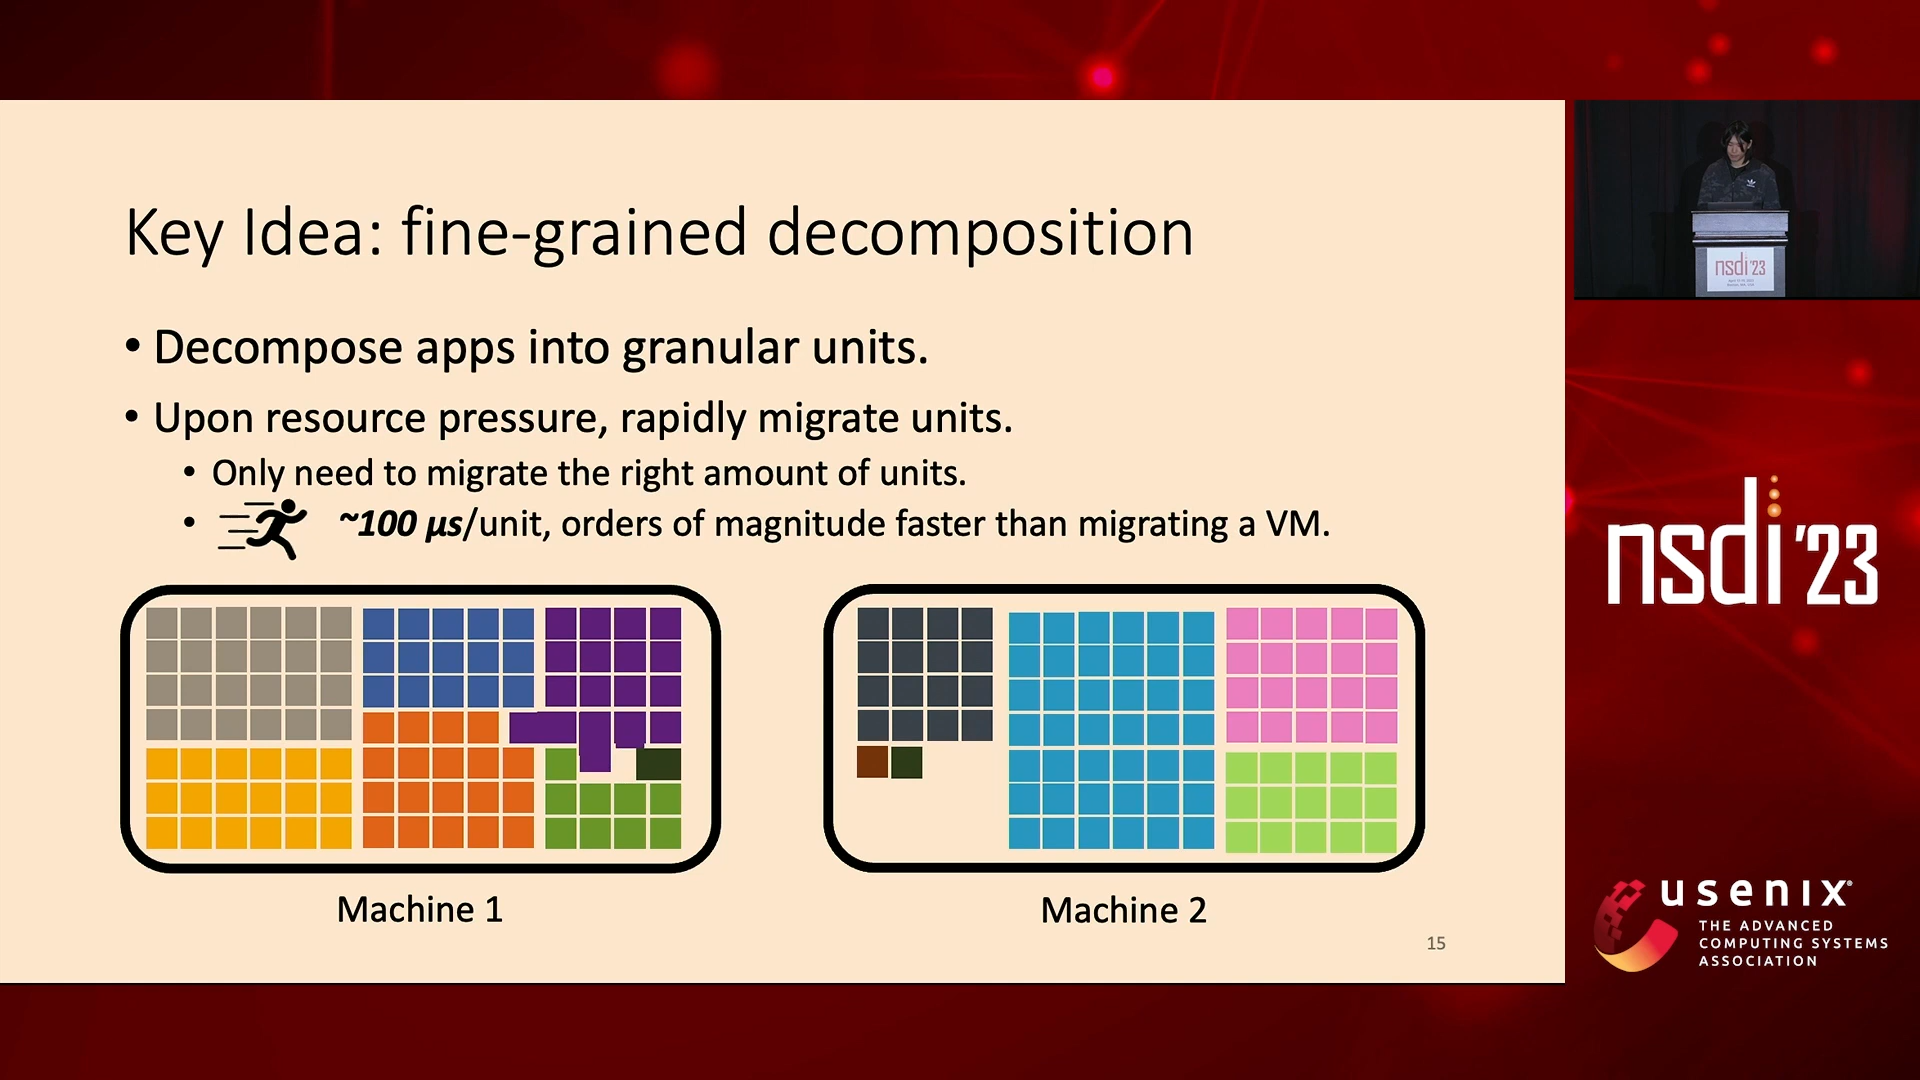 Key Idea: fine-grained decomposition
• Decompose apps into granular units.
• Upon resource pressure, rapidly migrate units.
• Only need to migrate the right amount of units.
• ~100 µs/unit, orders of magnitude faster than migrating a VM.
Machine 1
Machine 2
15
nsdi '23
nsdi '23
usenix®
THE ADVANCED
COMPUTING SYSTEMS
ASSOCIATION